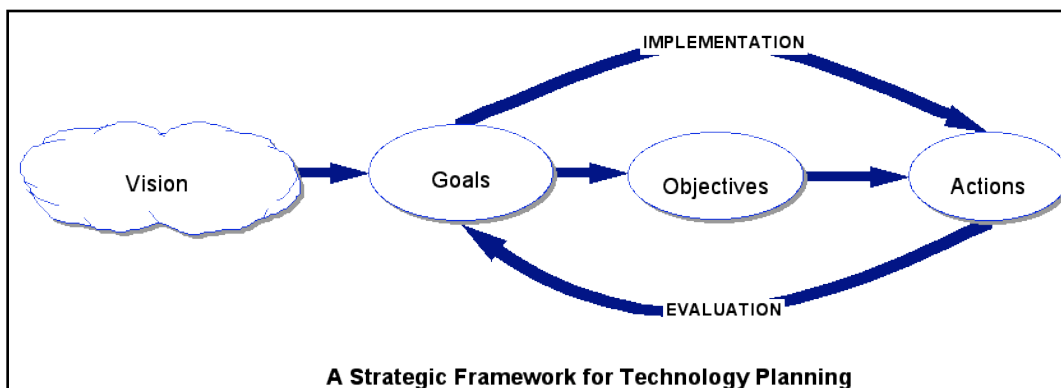 IMPLEMENTATION
Vision
Goals
Objectives
Actions
EVALUATION
A Strategic Framework for Technology Planning